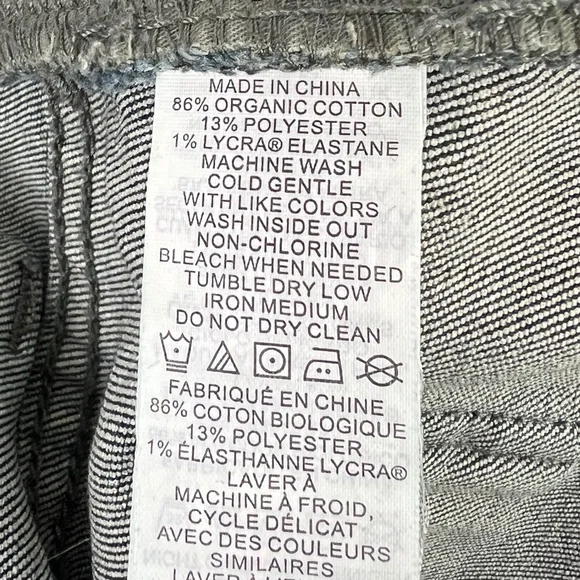 MADE IN CHINA
86% ORGANIC COTTON
13% POLYESTER
1% LYCRA® ELASTANE
MACHINE WASH
COLD GENTLE
WITH LIKE COLORS
WASH INSIDE OUT
NON-CHLORINE
BLEACH WHEN NEEDED
TUMBLE DRY LOW
IRON MEDIUM
DO NOT DRY CLEAN
FABRIQUÉ EN CHINE
86% COTON BIOLOGIQUE
13% POLYESTER
1% ÉLASTHANNE LYCRA®
LAVER À
MACHINE À FROID,
CYCLE DÉLICAT
AVEC DES COULEURS
SIMILAIRES